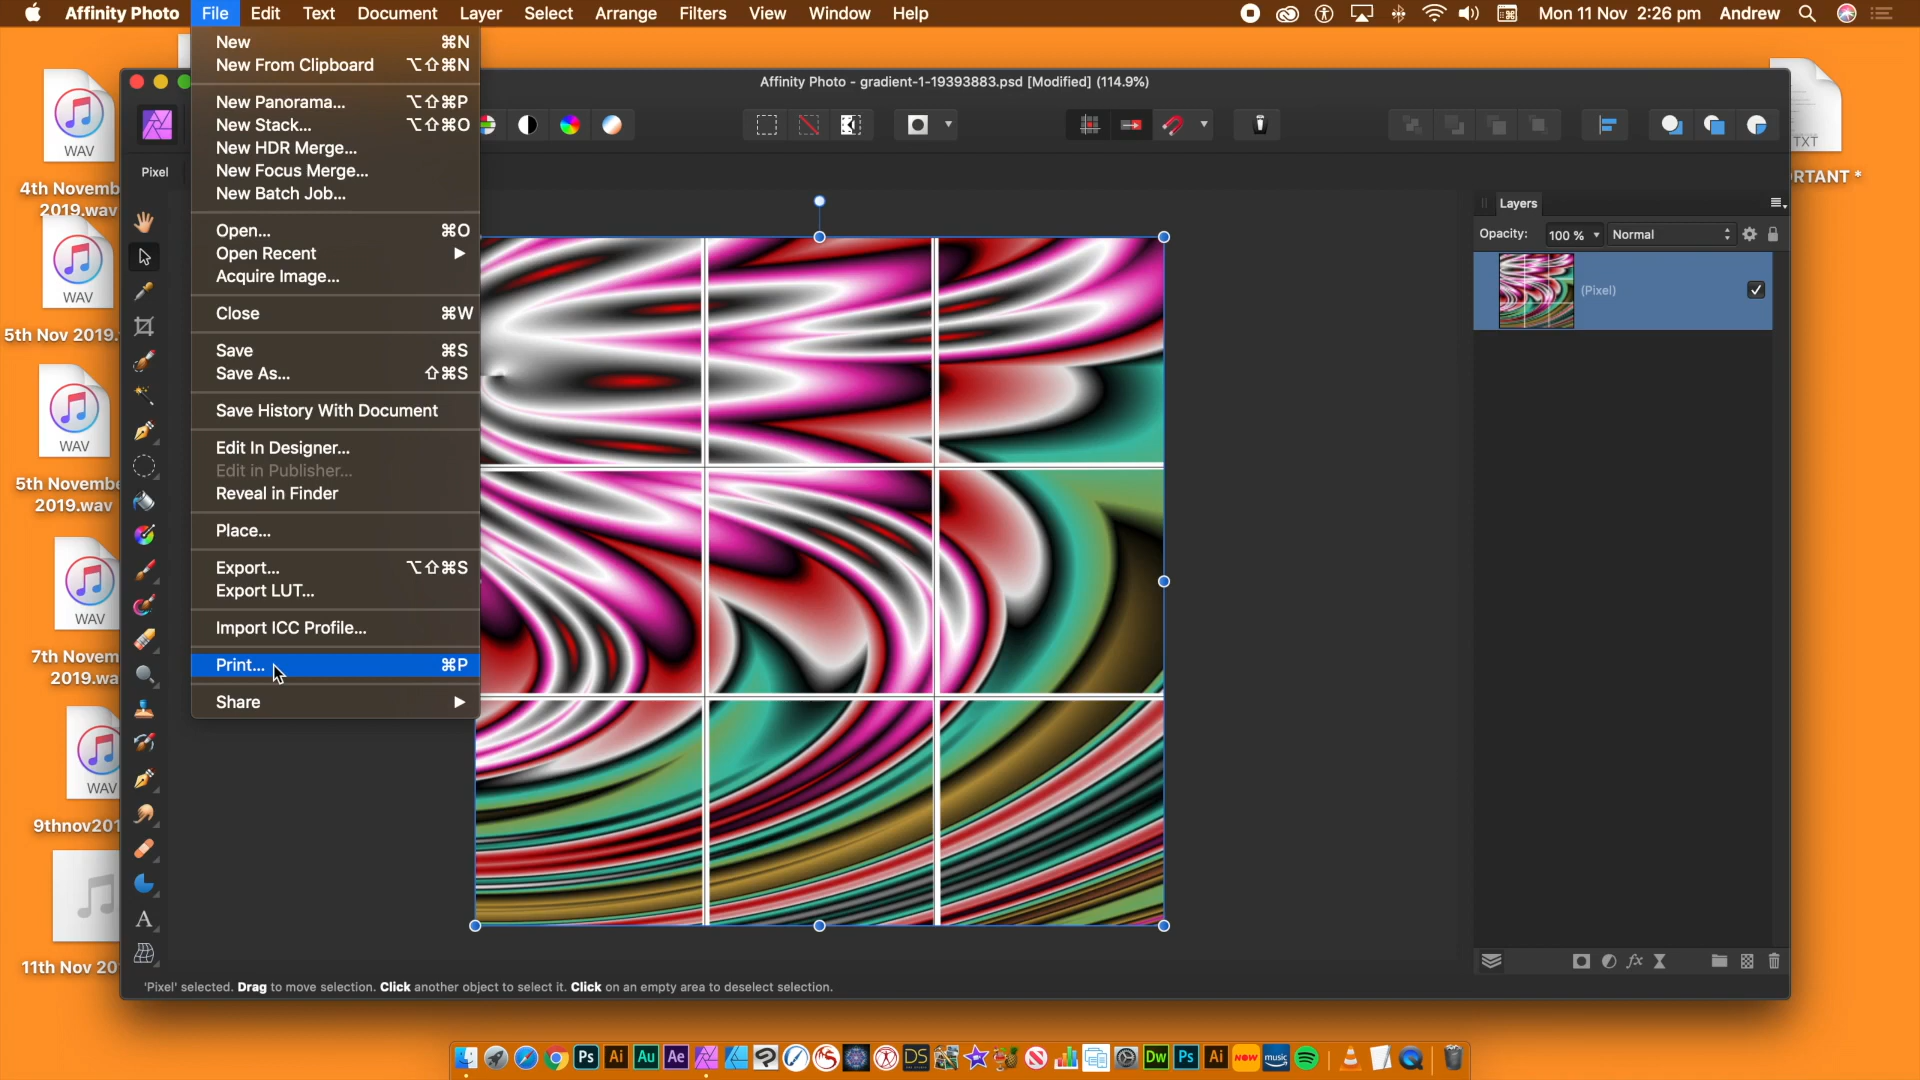 Affinity Photo File Edit Text Document Layer Select Arrange Filters View Window Help Mon 11 Nov 2:26 pm Andrew
New ⌘N
New From Clipboard ⌥⇧⌘N
New Panorama... ⌥⇧⌘P
New Stack... ⌥⇧⌘O
New HDR Merge...
New Focus Merge...
New Batch Job...
Open... ⌘O
Open Recent
Acquire Image...
Close ⌘W
Save ⌘S
Save As... ⇧⌘S
Save History With Document
Edit In Designer...
Edit in Publisher...
Reveal in Finder
Place...
Export... ⌥⇧⌘S
Export LUT...
Import ICC Profile...
Print... ⌘P
Share
Affinity Photo - gradient-1-19393883.psd [Modified] (114.9%)
Pixel
Layers
Opacity: 100 % Normal
(Pixel)
'Pixel' selected. Drag to move selection. Click another object to select it. Click on an empty area to deselect selection.
WAV
4th Novemb
2019.wav
WAV
5th Nov 2019.
WAV
5th Novembe
2019.wav
WAV
7th Novem
2019.wa
WAV
9thnov201
11th Nov 20
TXT
RTANT *
Ps Ai Au Ae DS Dw Ps Ai NOW music